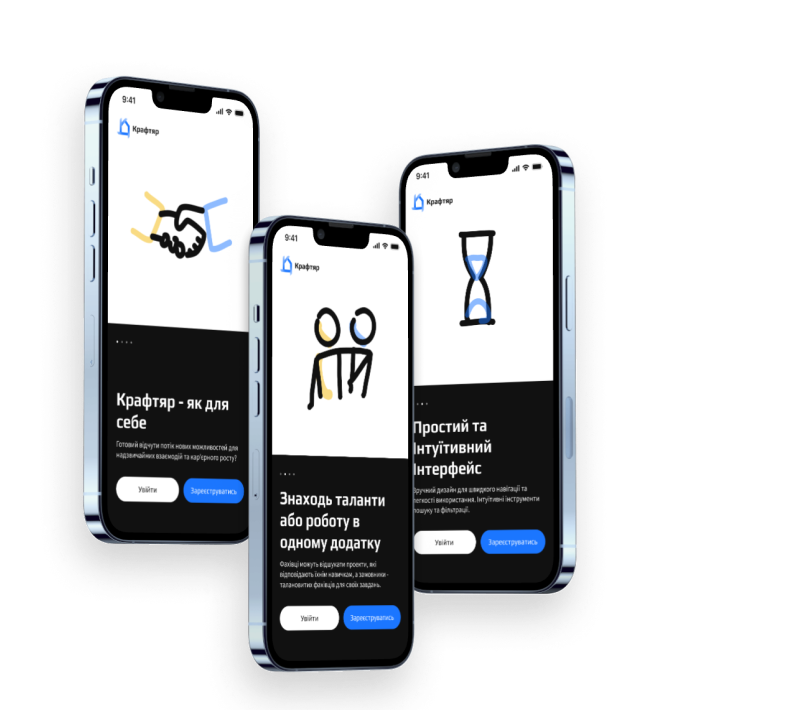 9:41
Крафтяр
Крафтяр - як для
себе
Готовий відчути потік нових можливостей для
надзвичайних взаємодій та кар'єрного росту?
Увійти
Зареєструватись
9:41
Крафтяр
Знаходь таланти
або роботу в
одному додатку
Фахівці можуть відшукати проекти, які
відповідають їхнім навичкам, а замовники -
талановитих фахівців для своїх завдань.
Увійти
Зареєструватись
9:41
Крафтяр
Простий та
Інтуїтивний
Інтерфейс
Зручний дизайн для швидкого навігації та
легкості використання. Інтуітивні інструменти
пошуку та фільтрації.
Увійти
Зареєструватись